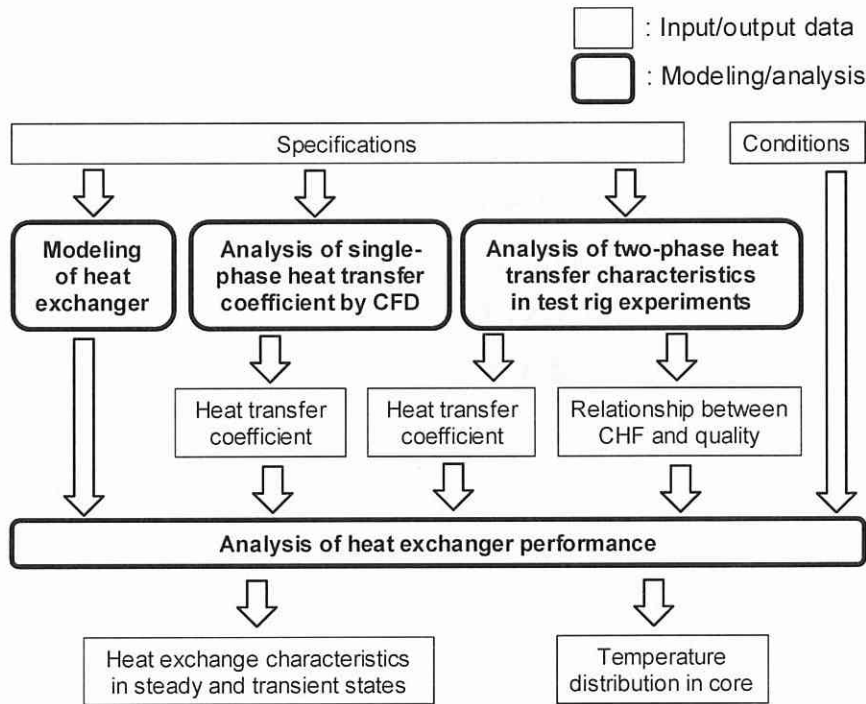 : Input/output data
: Modeling/analysis
Specifications
Conditions
Modeling
of heat
exchanger
Analysis of single-
phase heat transfer
coefficient by CFD
Analysis of two-phase heat
transfer characteristics
in test rig experiments
Heat transfer
coefficient
Heat transfer
coefficient
Relationship between
CHF and quality
Analysis of heat exchanger performance
Heat exchange characteristics
in steady and transient states
Temperature
distribution in core